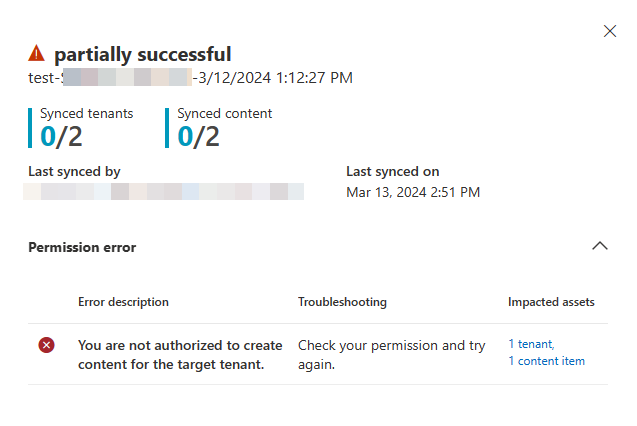 partially successful
test-S -3/12/2024 1:12:27 PM
Synced tenants
0/2
Synced content
0/2
Last synced by
Last synced on
Mar 13, 2024 2:51 PM
Permission error
Error description
Troubleshooting
Impacted assets
You are not authorized to create
content for the target tenant.
Check your permission and try
again.
1 tenant,
1 content item